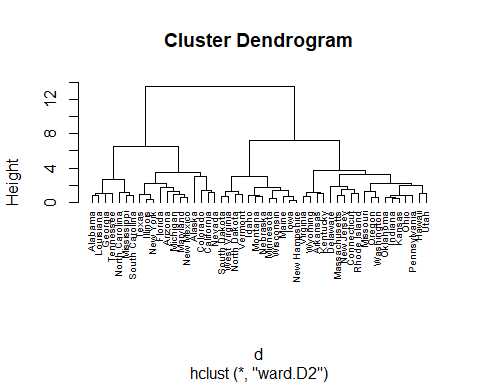 Cluster Dendrogram
Height
12
8
4
0
Alabama
Louisiana
Georgia
Tennessee
North Carolina
Mississippi
South Carolina
Texas
Illinois
New York
Florida
Arizona
Michigan
Maryland
New Mexico
Alaska
Colorado
California
Nevada
South Dakota
West Virginia
North Dakota
Vermont
Idaho
Montana
Nebraska
Minnesota
Wisconsin
Maine
Iowa
New Hampshire
Virginia
Wyoming
Arkansas
Kentucky
Delaware
Massachusetts
New Jersey
Connecticut
Rhode Island
Missouri
Oregon
Washington
Oklahoma
Indiana
Kansas
Ohio
Pennsylvania
Hawaii
Utah
d
hclust (*, "ward.D2")